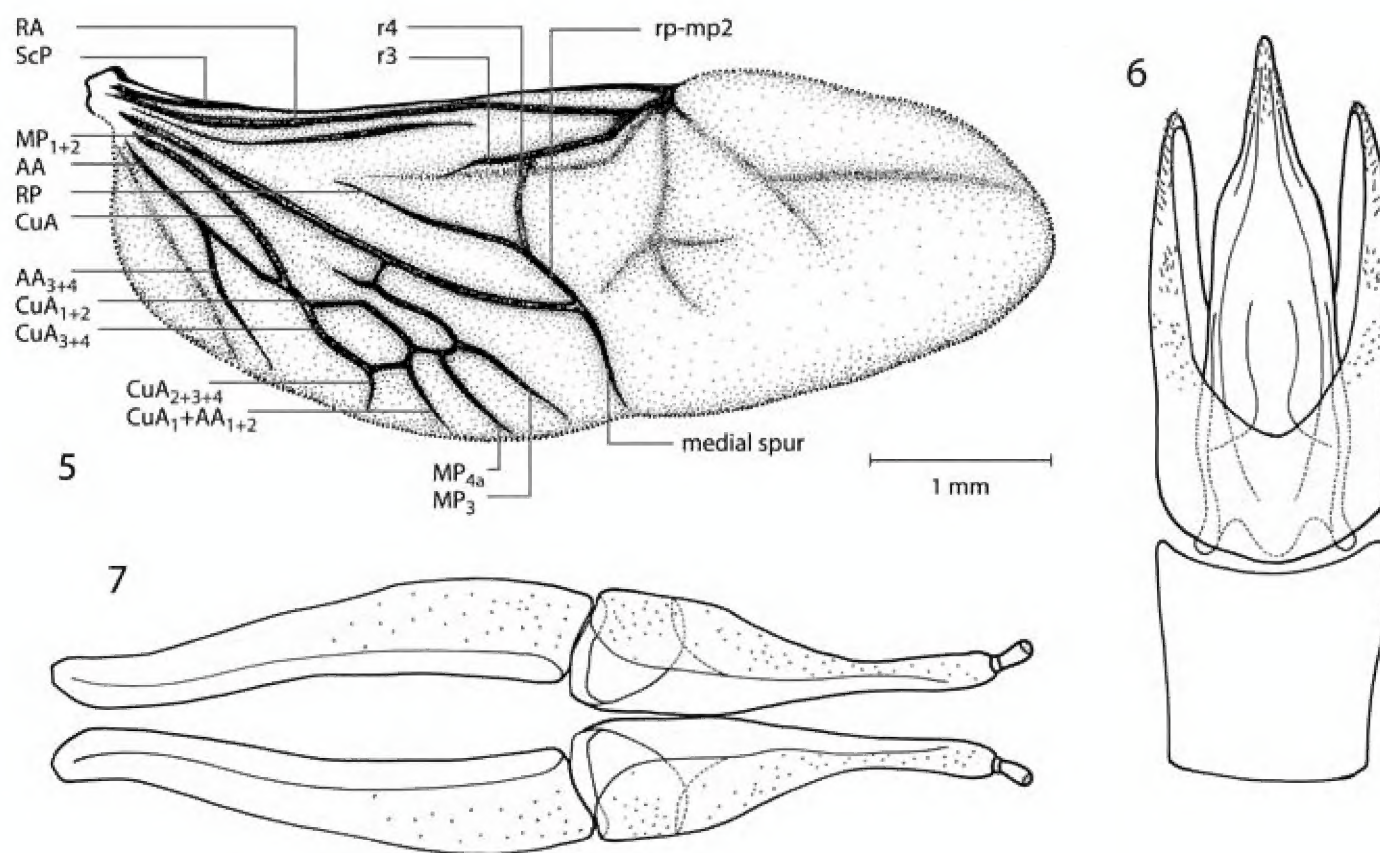 RA
ScP
r4
r3
rp-mp2
6
MP1+2
AA
RP
CuA
AA3+4
CuA1+2
CuA3+4
CuA2+3+4
CuA1+AA1+2
MP4a
MP3
medial spur
1 mm
5
7